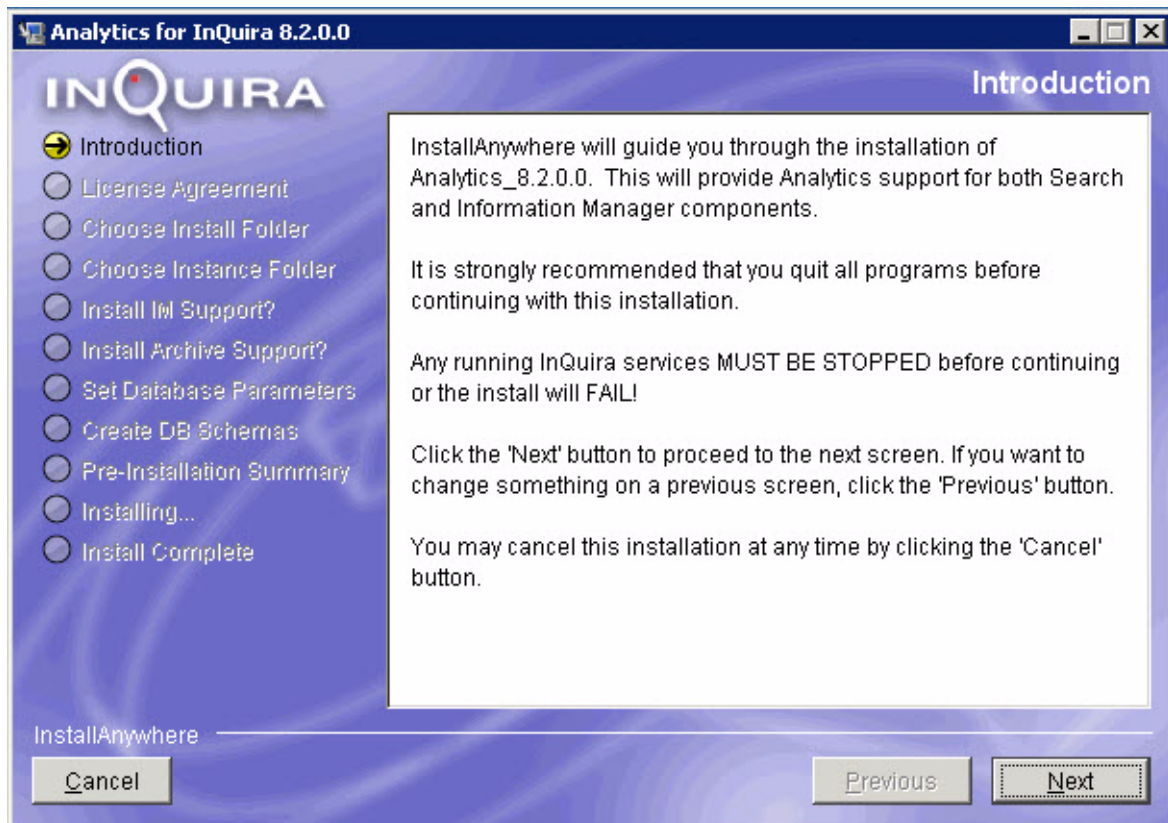 Analytics for InQuira 8.2.0.0
INQUIRA
Introduction
Introduction
License Agreement
Choose Install Folder
Choose Instance Folder
Install IM Support?
Install Archive Support?
Set Database Parameters
Create DB Schemas
Pre-Installation Summary
Installing...
Install Complete
InstallAnywhere will guide you through the installation of
Analytics_8.2.0.0. This will provide Analytics support for both Search
and Information Manager components.
It is strongly recommended that you quit all programs before
continuing with this installation.
Any running InQuira services MUST BE STOPPED before continuing
or the install will FAIL!
Click the 'Next' button to proceed to the next screen. If you want to
change something on a previous screen, click the 'Previous' button.
You may cancel this installation at any time by clicking the 'Cancel'
button.
InstallAnywhere
Cancel
Previous
Next